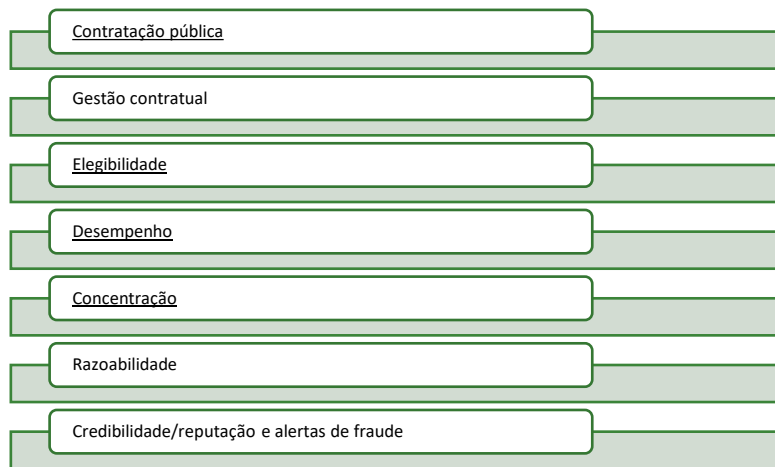 Contratação pública
Gestão contratual
Elegibilidade
Desempenho
Concentração
Razoabilidade
Credibilidade/reputação e alertas de fraude